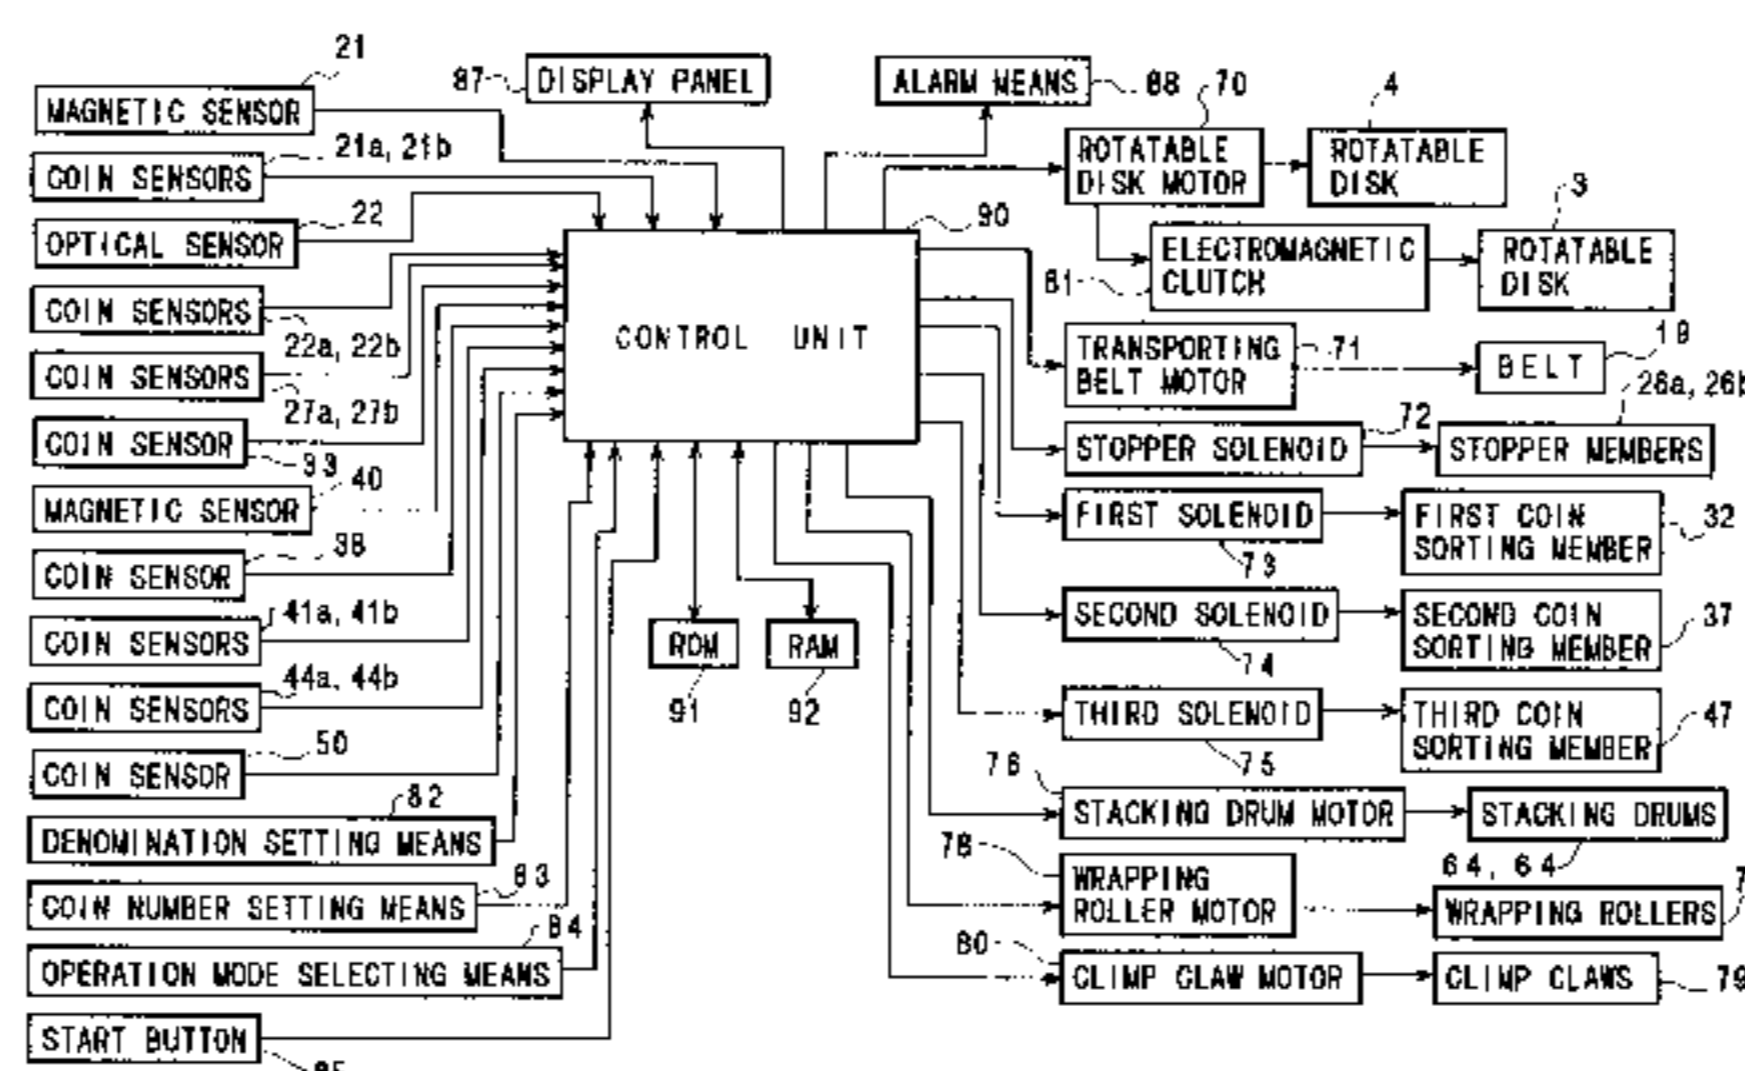 21
MAGNETIC SENSOR
21a, 21b
COIN SENSORS
22
OPTICAL SENSOR
COIN SENSORS
22a, 22b
COIN SENSORS
27a, 27b
COIN SENSOR
33
MAGNETIC SENSOR
40
38
COIN SENSOR
41a, 41b
COIN SENSORS
44a, 44b
COIN SENSORS
50
COIN SENSOR
82
DENOMINATION SETTING MEANS
83
COIN NUMBER SETTING MEANS
84
OPERATION MODE SELECTING MEANS
START BUTTON
85
87
DISPLAY PANEL
ALARM MEANS
88
90
CONTROL UNIT
ROM
91
RAM
92
70
ROTATABLE
DISK MOTOR
4
ROTATABLE
DISK
81
ELECTROMAGNETIC
CLUTCH
3
ROTATABLE
DISK
TRANSPORTING
BELT MOTOR
71
BELT
19
STOPPER SOLENOID
72
26a, 26b
STOPPER MEMBERS
FIRST SOLENOID
73
FIRST COIN
SORTING MEMBER
32
SECOND SOLENOID
74
SECOND COIN
SORTING MEMBER
37
THIRD SOLENOID
75
THIRD COIN
SORTING MEMBER
47
76
STACKING DRUM MOTOR
STACKING DRUMS
64, 64
78
WRAPPING
ROLLER MOTOR
WRAPPING ROLLERS
80
CLIMP CLAW MOTOR
CLIMP CLAWS
79